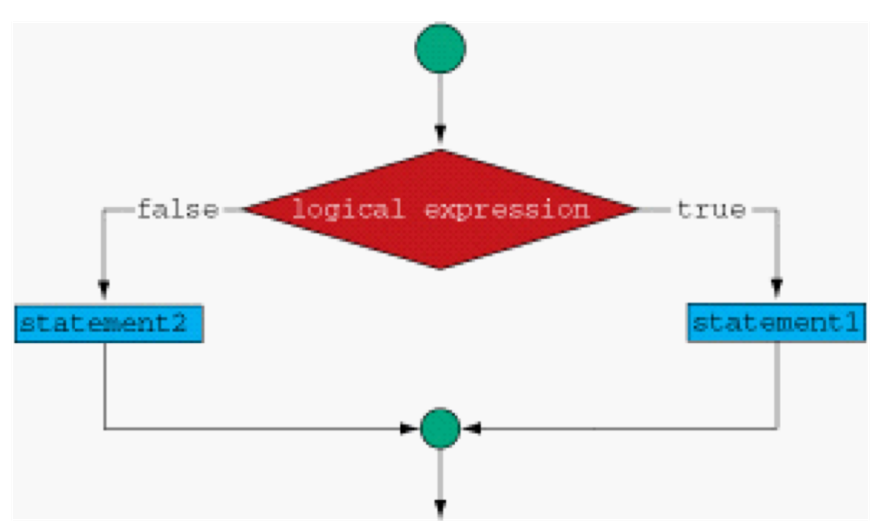 false
logical expression
true
statement2
statement1